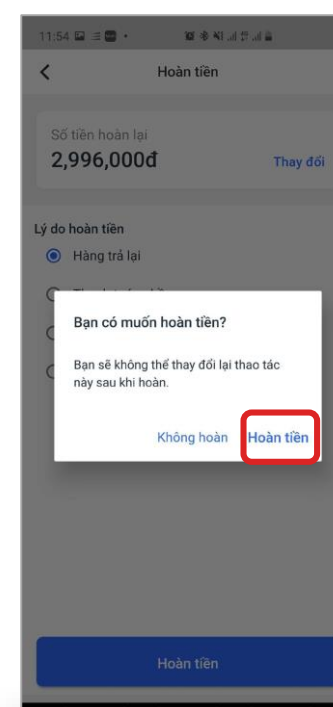 11:54
Hoàn tiền
Số tiền hoàn lại
2,996,000đ
Thay đổi
Lý do hoàn tiền
Hàng trả lại
Bạn có muốn hoàn tiền?
Bạn sẽ không thể thay đổi lại thao tác
này sau khi hoàn.
Không hoàn Hoàn tiền
Hoàn tiền